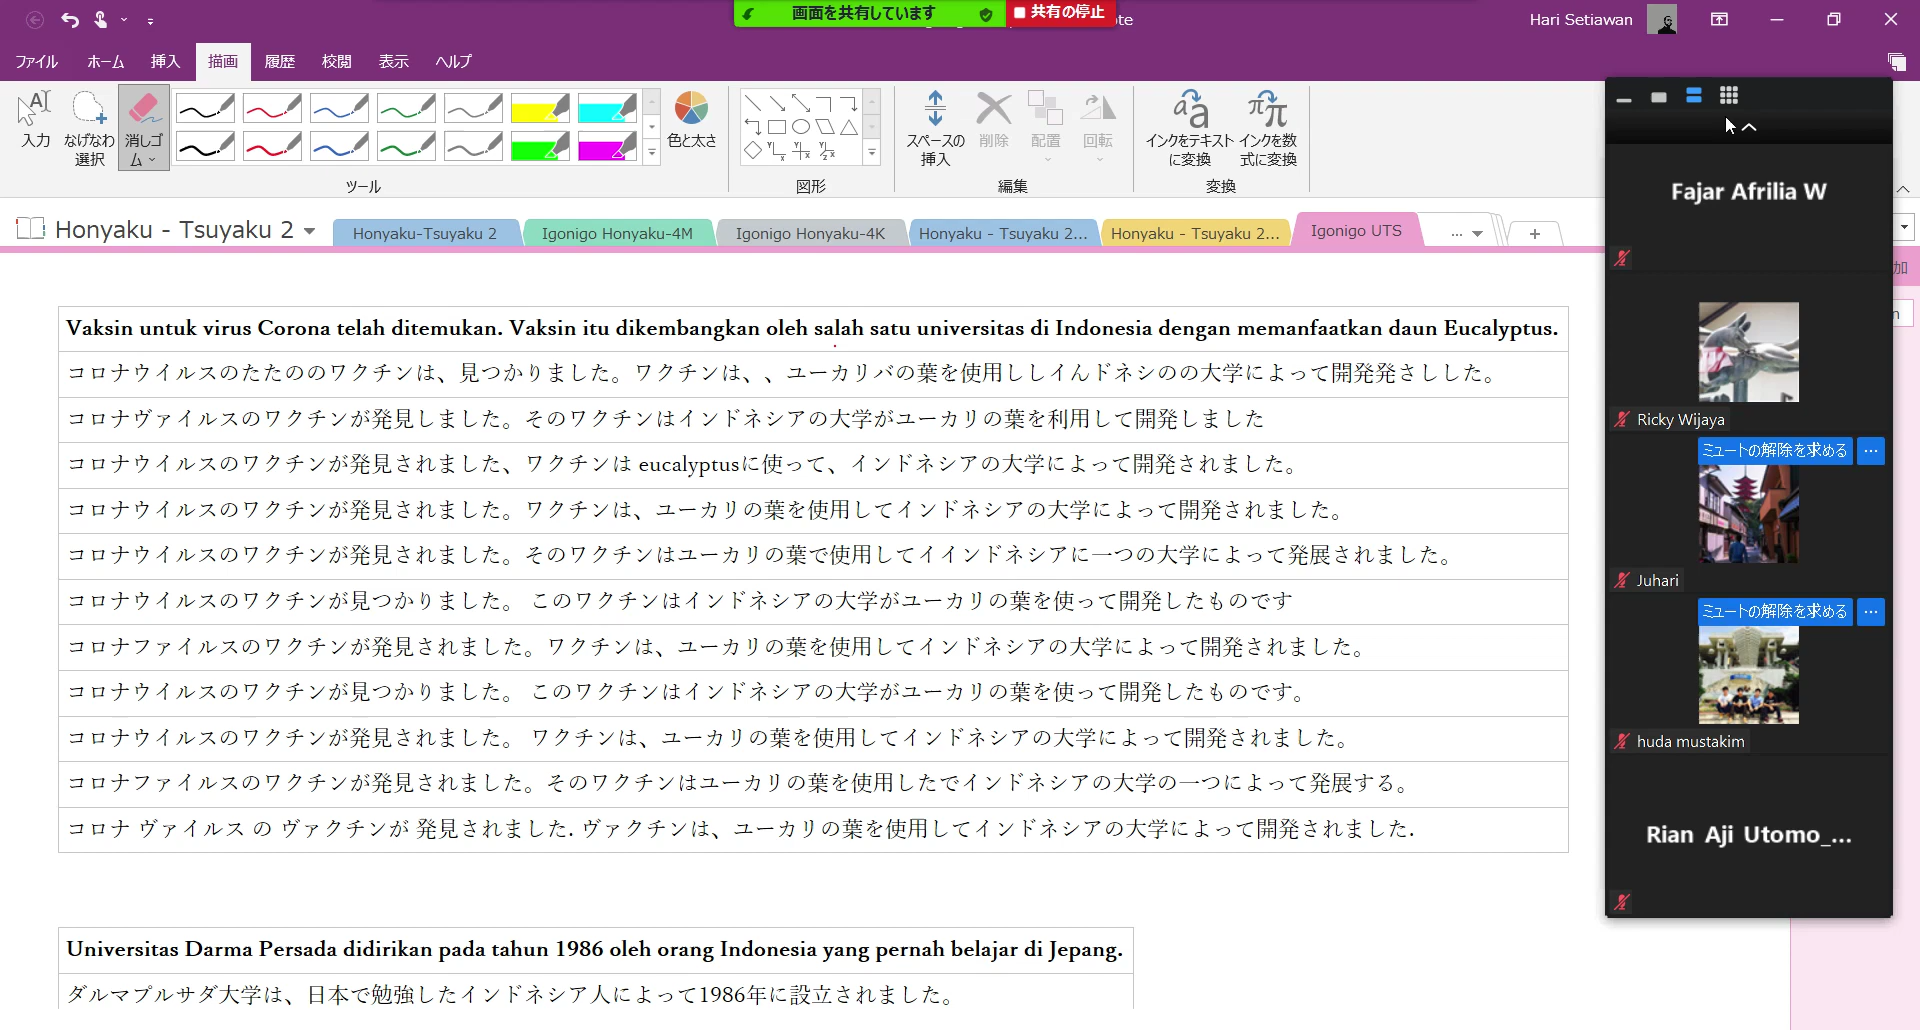 画面を共有しています
共有の停止
Hari Setiawan
ファイル ホーム 挿入 描画 履歴 校閲 表示 ヘルプ
入力
なげなわ
選択
消しゴ
ム
色と太さ
ツール
図形
スペースの
挿入
削除
配置
回転
編集
インクをテキスト
に変換
インクを数
式に変換
変換
Honyaku - Tsuyaku 2
Honyaku-Tsuyaku 2
Igonigo Honyaku-4M
Igonigo Honyaku-4K
Honyaku - Tsuyaku 2...
Honyaku - Tsuyaku 2...
Igonigo UTS
...
Vaksin untuk virus Corona telah ditemukan. Vaksin itu dikembangkan oleh salah satu universitas di Indonesia dengan memanfaatkan daun Eucalyptus.
コロナウイルスのたたののワクチンは、見つかりました。ワクチンは、、ユーカリバの葉を使用ししイんドネシのの大学によって開発発さしした。
コロナヴァイルスのワクチンが発見しました。そのワクチンはインドネシアの大学がユーカリの葉を利用して開発しました
コロナウイルスのワクチンが発見されました、ワクチンは eucalyptusに使って、インドネシアの大学によって開発されました。
コロナウイルスのワクチンが発見されました。ワクチンは、ユーカリの葉を使用してインドネシアの大学によって開発されました。
コロナウイルスのワクチンが発見されました。そのワクチンはユーカリの葉で使用してイインドネシアに一つの大学によって発展されました。
コロナウイルスのワクチンが見つかりました。 このワクチンはインドネシアの大学がユーカリの葉を使って開発したものです
コロナファイルスのワクチンが発見されました。ワクチンは、ユーカリの葉を使用してインドネシアの大学によって開発されました。
コロナウイルスのワクチンが見つかりました。 このワクチンはインドネシアの大学がユーカリの葉を使って開発したものです。
コロナウイルスのワクチンが発見されました。 ワクチンは、ユーカリの葉を使用してインドネシアの大学によって開発されました。
コロナファイルスのワクチンが発見されました。そのワクチンはユーカリの葉を使用したでインドネシアの大学の一つによって発展する。
コロナ ヴァイルス の ヴァクチンが 発見されました. ヴァクチンは、ユーカリの葉を使用してインドネシアの大学によって開発されました.
Universitas Darma Persada didirikan pada tahun 1986 oleh orang Indonesia yang pernah belajar di Jepang.
ダルマプルサダ大学は、日本で勉強したインドネシア人によって1986年に設立されました。
Fajar Afrilia W
Ricky Wijaya
ミュートの解除を求める ...
Juhari
ミュートの解除を求める ...
huda mustakim
Rian Aji Utomo_...